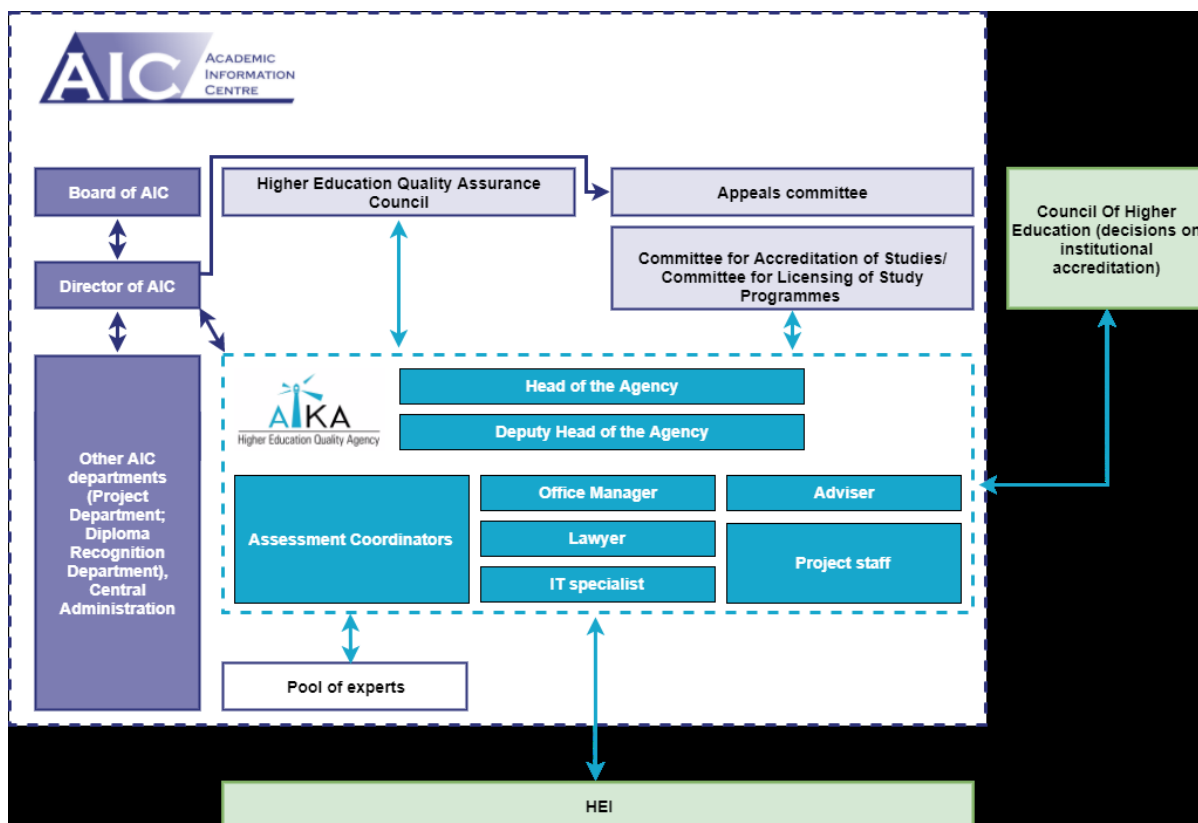 AIC
ACADEMIC
INFORMATION
CENTRE
Board of AIC
Higher Education Quality Assurance
Council
Appeals committee
Council Of Higher
Education (decisions on
institutional
accreditation)
Director of AIC
Committee for Accreditation of Studies/
Committee for Licensing of Study
Programmes
Other AIC
departments
(Project
Department;
Diploma
Recognition
Department),
Central
Administration
AIKA
Higher Education Quality Agency
Head of the Agency
Deputy Head of the Agency
Assessment Coordinators
Office Manager
Lawyer
IT specialist
Adviser
Project staff
Pool of experts
HEI